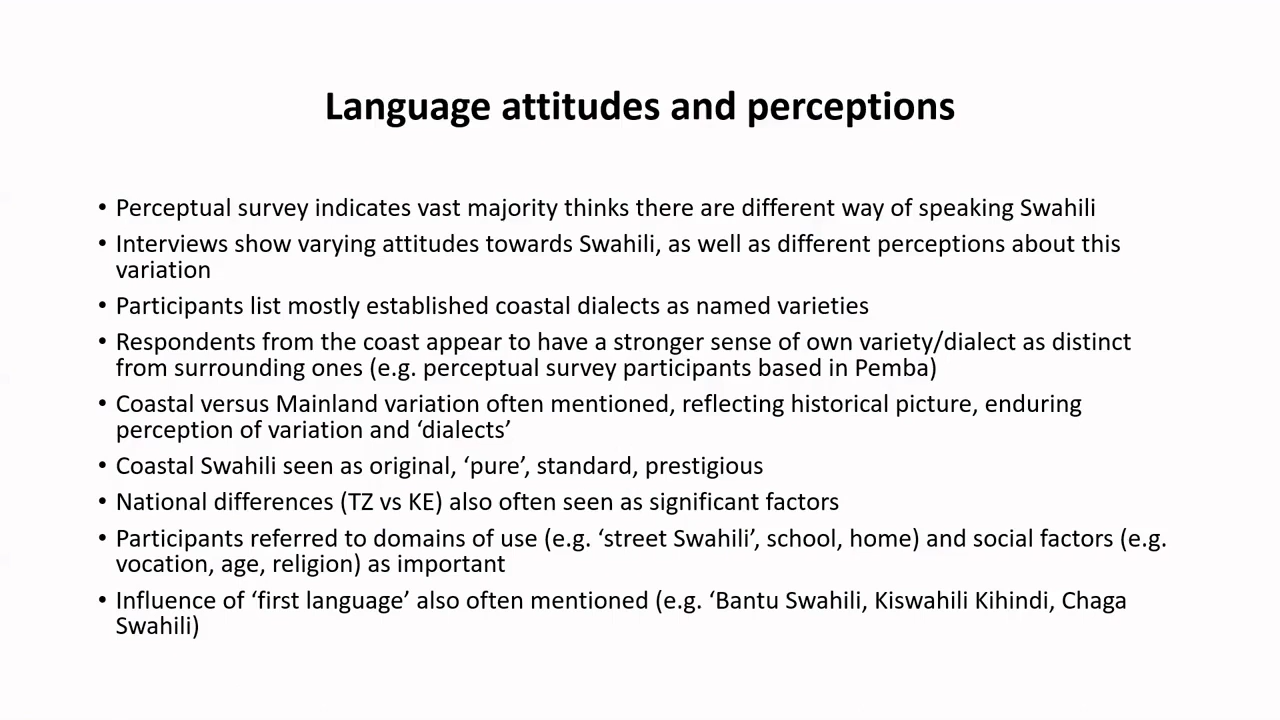 Language attitudes and perceptions
• Perceptual survey indicates vast majority thinks there are different way of speaking Swahili
• Interviews show varying attitudes towards Swahili, as well as different perceptions about this
variation
• Participants list mostly established coastal dialects as named varieties
• Respondents from the coast appear to have a stronger sense of own variety/dialect as distinct
from surrounding ones (e.g. perceptual survey participants based in Pemba)
• Coastal versus Mainland variation often mentioned, reflecting historical picture, enduring
perception of variation and ‘dialects’
• Coastal Swahili seen as original, ‘pure’, standard, prestigious
• National differences (TZ vs KE) also often seen as significant factors
• Participants referred to domains of use (e.g. ‘street Swahili’, school, home) and social factors (e.g.
vocation, age, religion) as important
• Influence of ‘first language’ also often mentioned (e.g. ‘Bantu Swahili, Kiswahili Kihindi, Chaga
Swahili)